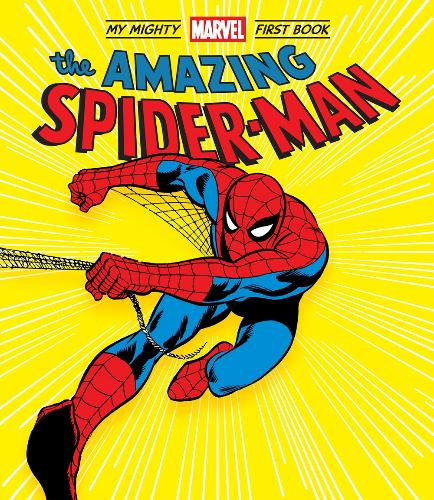 MY MIGHTY MARVEL FIRST BOOK
the AMAZING
SPIDER-MAN